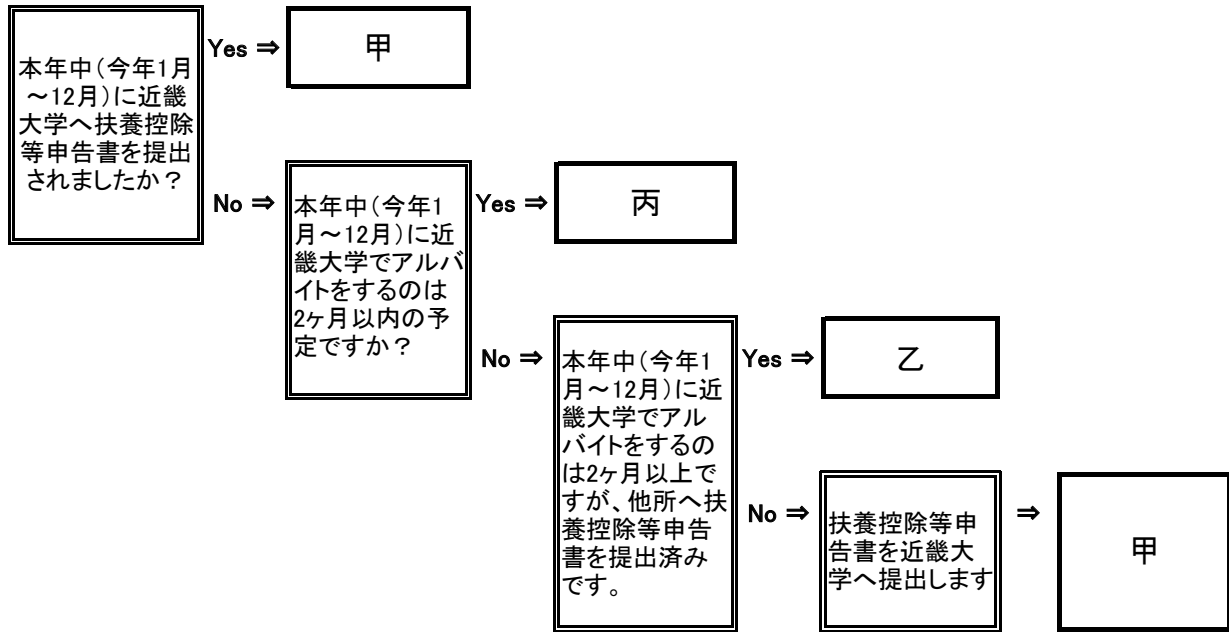 本年中（今年1月
～12月）に近畿
大学へ扶養控除
等申告書を提出
されましたか？
Yes ⇒
甲
No ⇒
本年中（今年1
月～12月）に近
畿大学でアルバ
イトをするのは
2ヶ月以内の予
定ですか？
Yes ⇒
丙
No ⇒
本年中（今年1
月～12月）に近
畿大学でアル
バイトをするの
は2ヶ月以上で
すが、他所へ扶
養控除等申告
書を提出済み
です。
Yes ⇒
乙
No ⇒
扶養控除等申
告書を近畿大
学へ提出します
⇒
甲